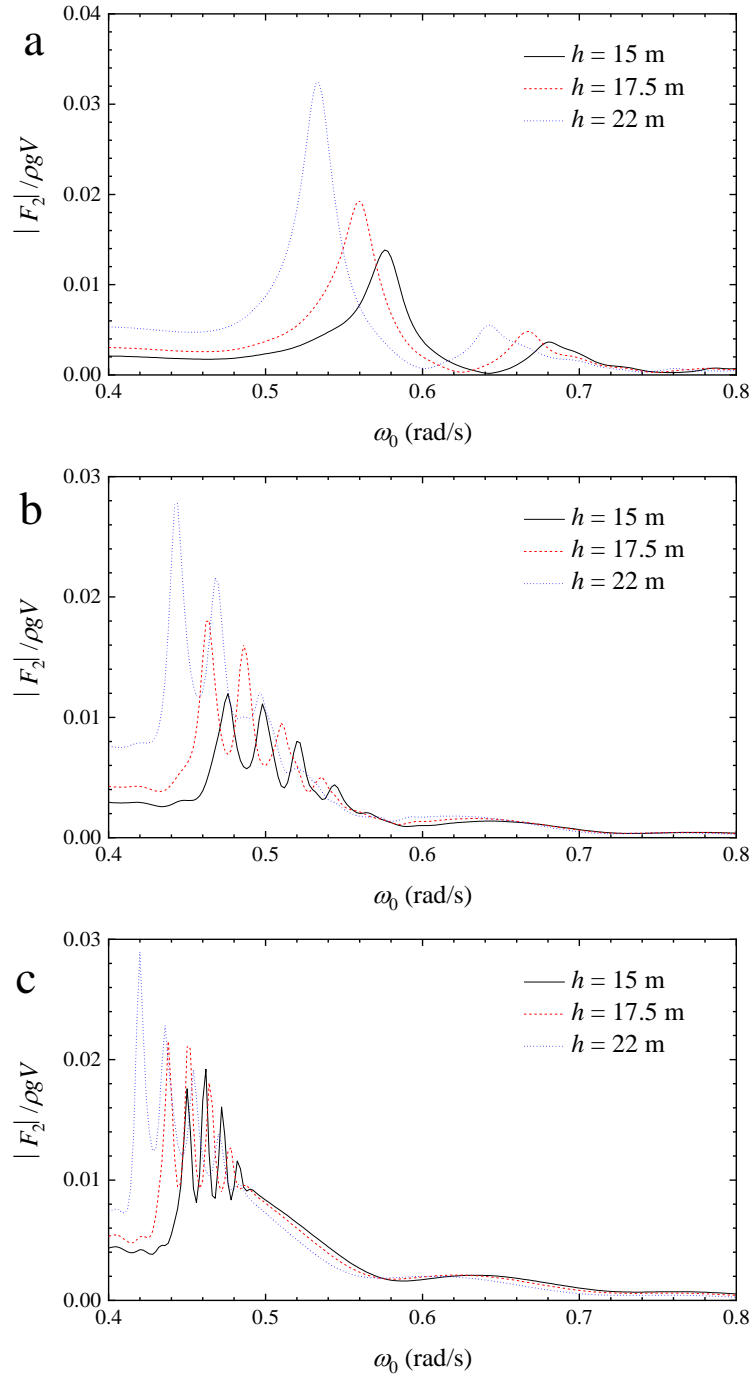 a
0.04
0.03
0.02
0.01
0.00
|F₂|/ρgV
h = 15 m
h = 17.5 m
h = 22 m
0.4 0.5 0.6 0.7 0.8
ω₀ (rad/s)
b
0.03
0.02
0.01
0.00
|F₂|/ρgV
h = 15 m
h = 17.5 m
h = 22 m
0.4 0.5 0.6 0.7 0.8
ω₀ (rad/s)
c
0.03
0.02
0.01
0.00
|F₂|/ρgV
h = 15 m
h = 17.5 m
h = 22 m
0.4 0.5 0.6 0.7 0.8
ω₀ (rad/s)